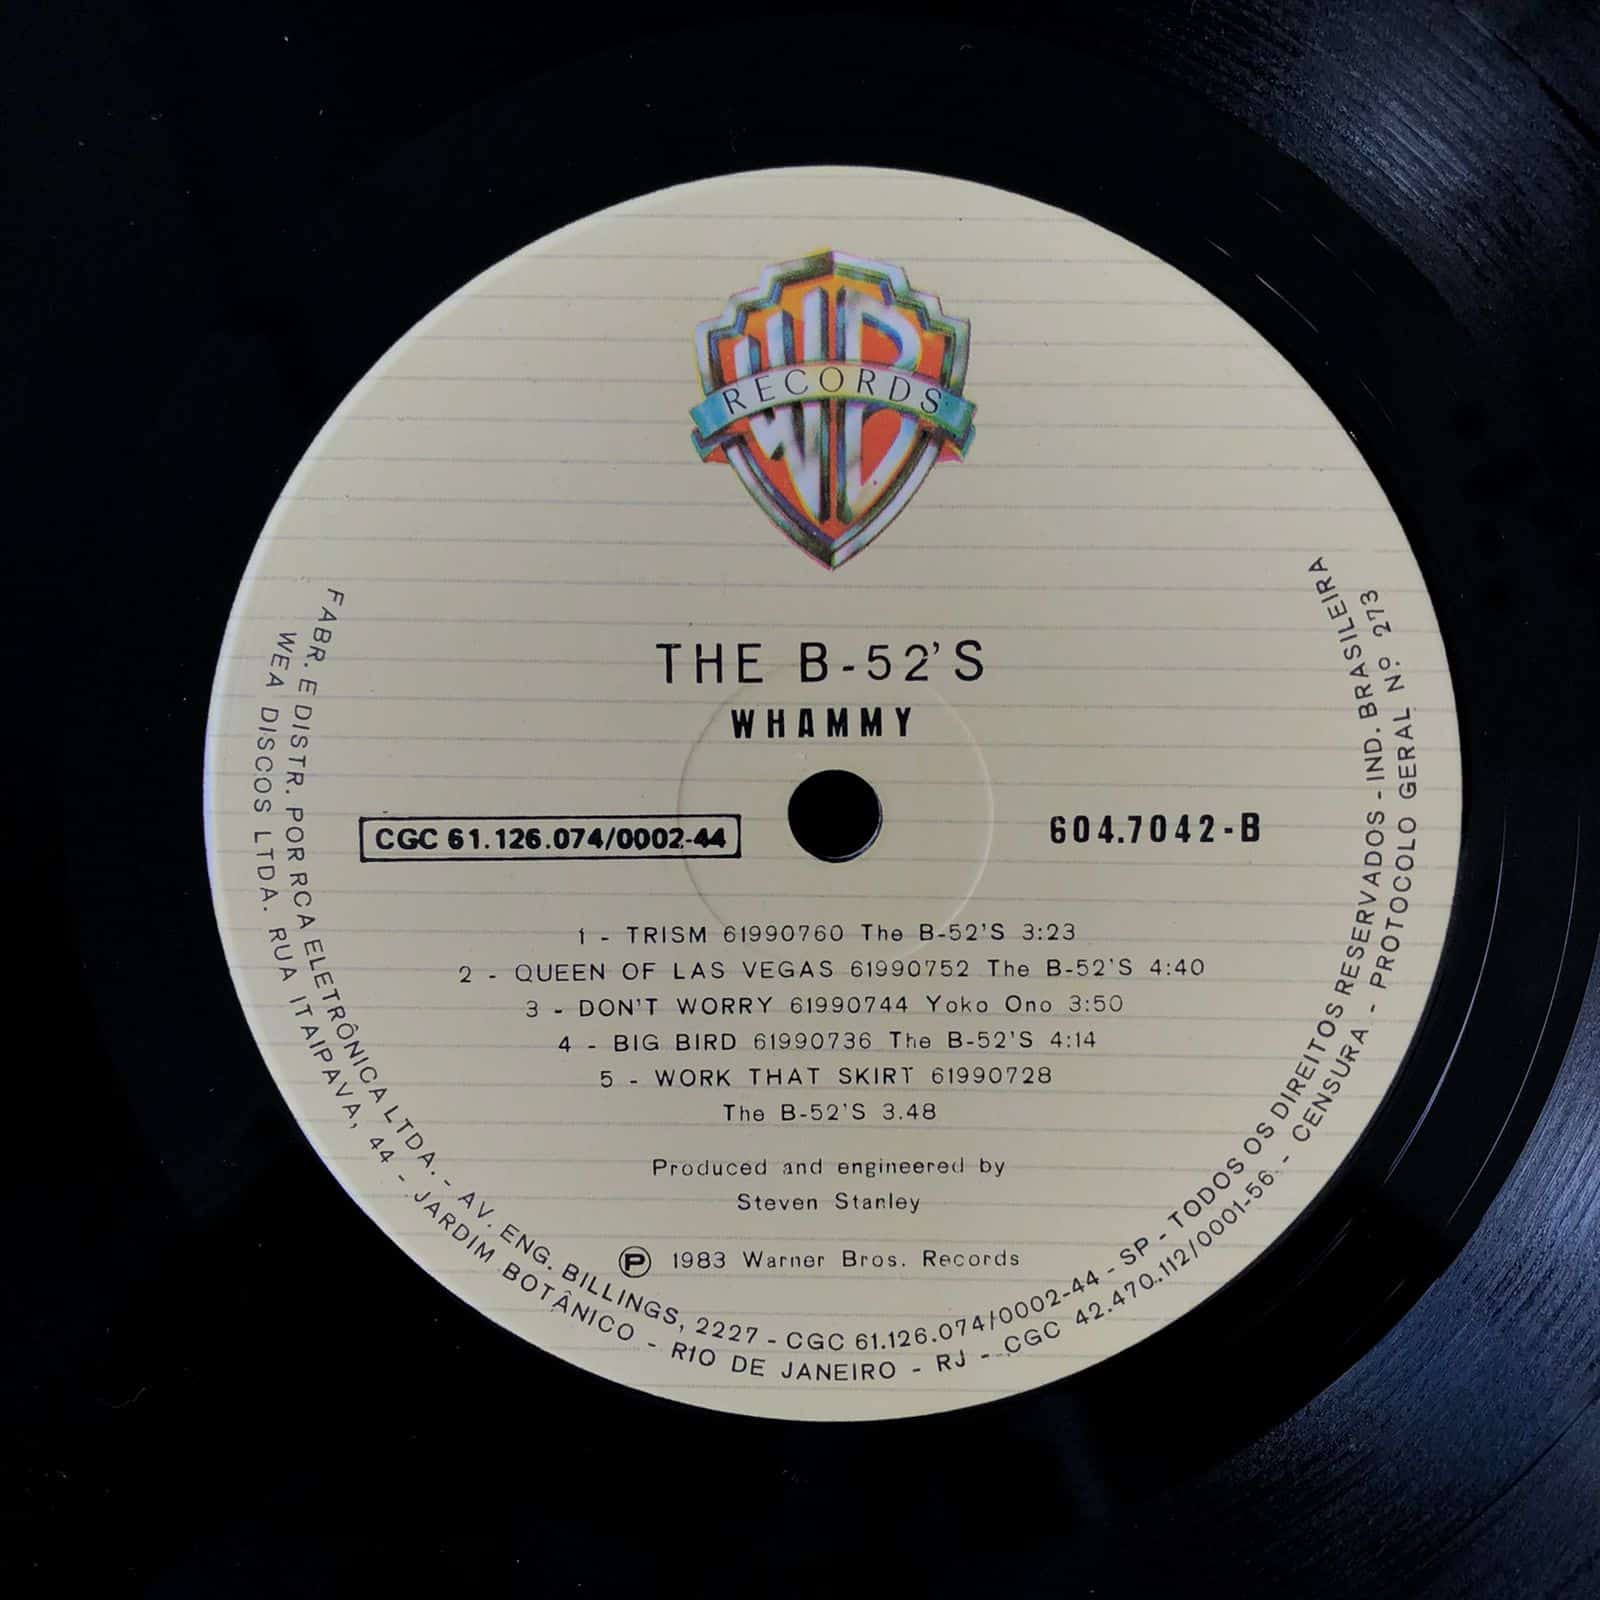 WB
RECORDS
THE B-52'S
WHAMMY
CGC 61.126.074/0002-44
604.7042-B
1 - TRISM 61990760 The B-52'S 3:23
2 - QUEEN OF LAS VEGAS 61990752 The B-52'S 4:40
3 - DON'T WORRY 61990744 Yoko Ono 3:50
4 - BIG BIRD 61990736 The B-52'S 4:14
5 - WORK THAT SKIRT 61990728
The B-52'S 3.48
Produced and engineered by
Steven Stanley
Ⓟ 1983 Warner Bros. Records
FABR. E DISTR. POR RCA ELETRÔNICA LTDA. - AV. ENG. BILLINGS, 2227 - CGC 61.126.074/0002-44 - SP - TODOS OS DIREITOS RESERVADOS - IND. BRASILEIRA
WEA DISCOS LTDA. RUA ITAIPAVA, 44 - JARDIM BOTÂNICO - RIO DE JANEIRO - RJ - CGC 42.470.112/0001-56 - CENSURA - PROTOCOLO GERAL Nº 273